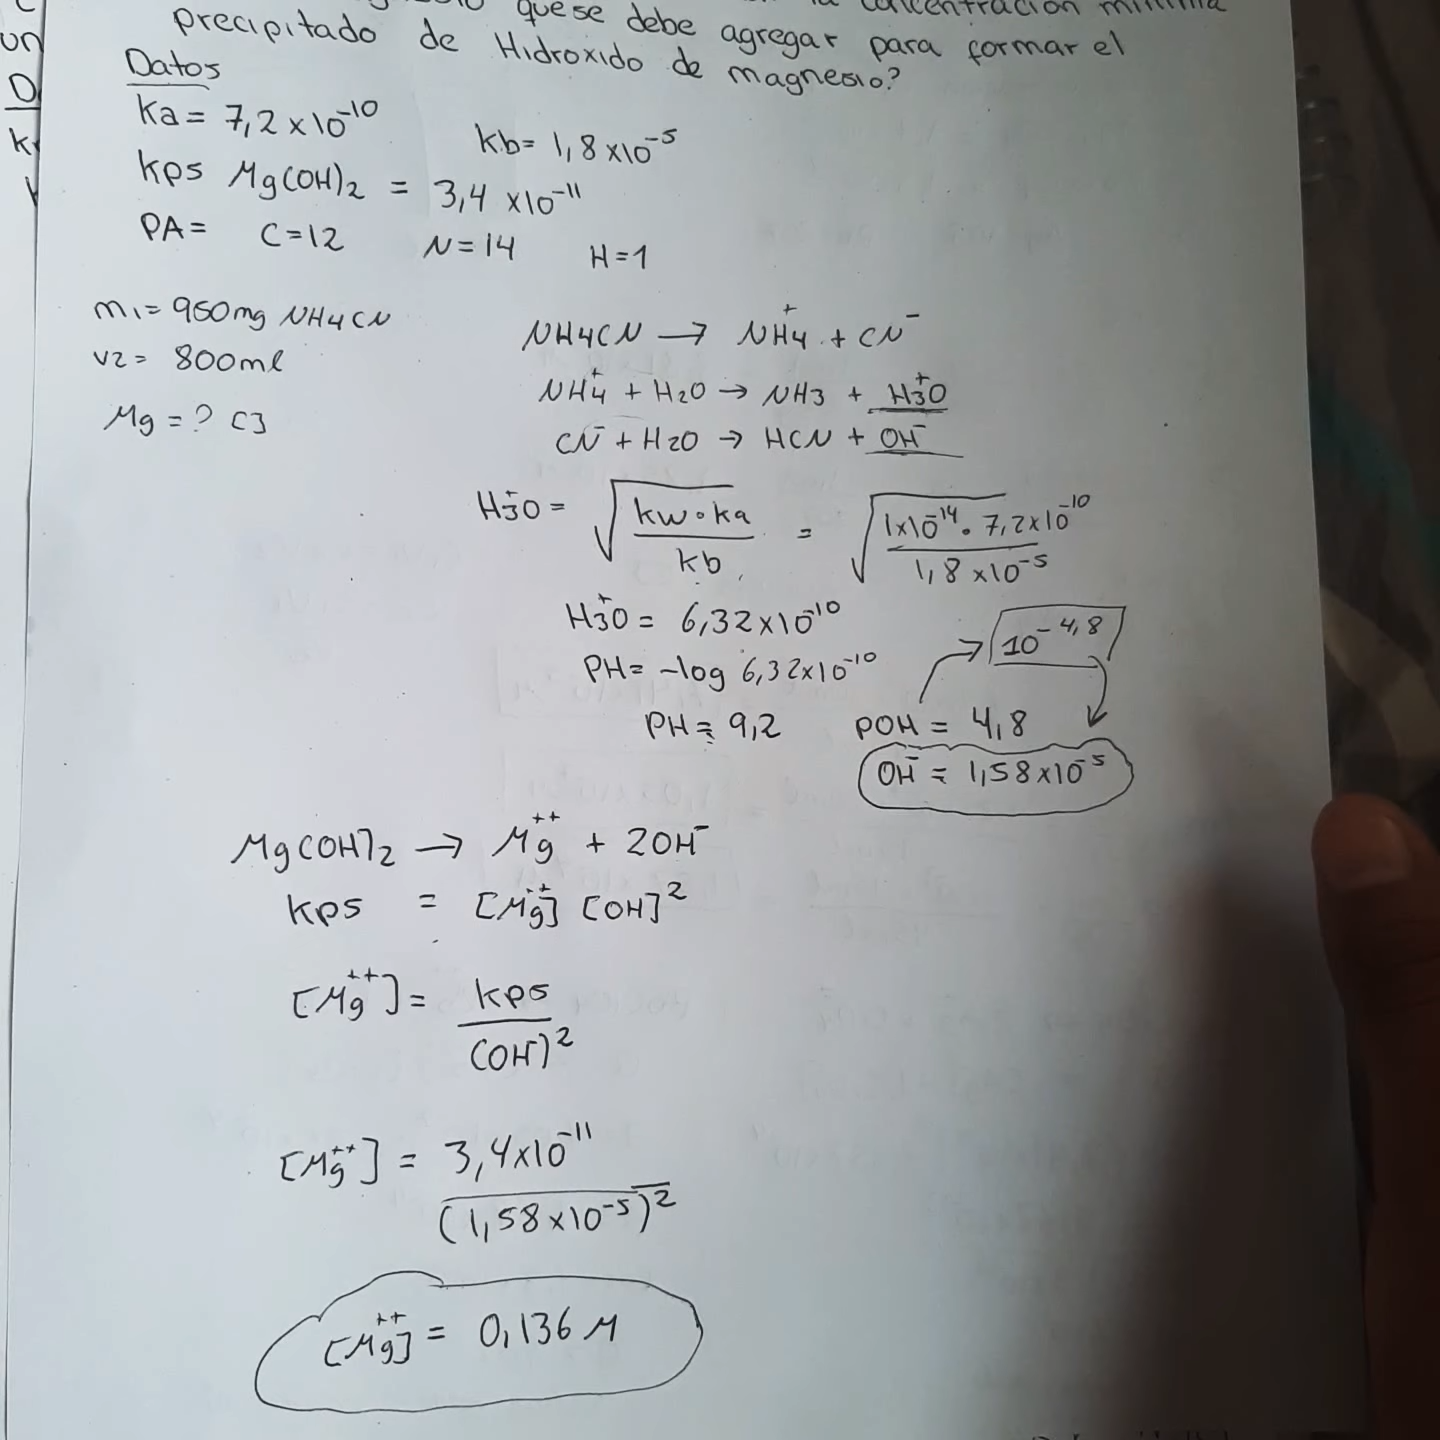 que se debe agregar para formar el
precipitado de Hidroxido de magnesio?
Datos
Ka = 7,2 x 10^-10
Kb = 1,8 x 10^-5
Kps Mg(OH)2 = 3,4 x 10^-11
PA = C=12 N=14 H=1
m1 = 950mg NH4CN
V2 = 800ml
Mg = ? [ ]
NH4CN → NH4+ + CN-
NH4+ + H2O → NH3 + H3O+
CN- + H2O → HCN + OH-
H3O+ = √(kw · ka / kb) = √(1x10^-14 · 7,2x10^-10 / 1,8 x10^-5)
H3O+ = 6,32x10^-10
PH = -log 6,32x10^-10
10^-4,8
PH = 9,2 POH = 4,8
OH- = 1,58x10^-5
Mg(OH)2 → Mg++ + 2OH-
Kps = [Mg++] [OH]^2
[Mg++] = kps / (OH-)^2
[Mg++] = 3,4x10^-11 / (1,58x10^-5)^2
[Mg++] = 0,136 M